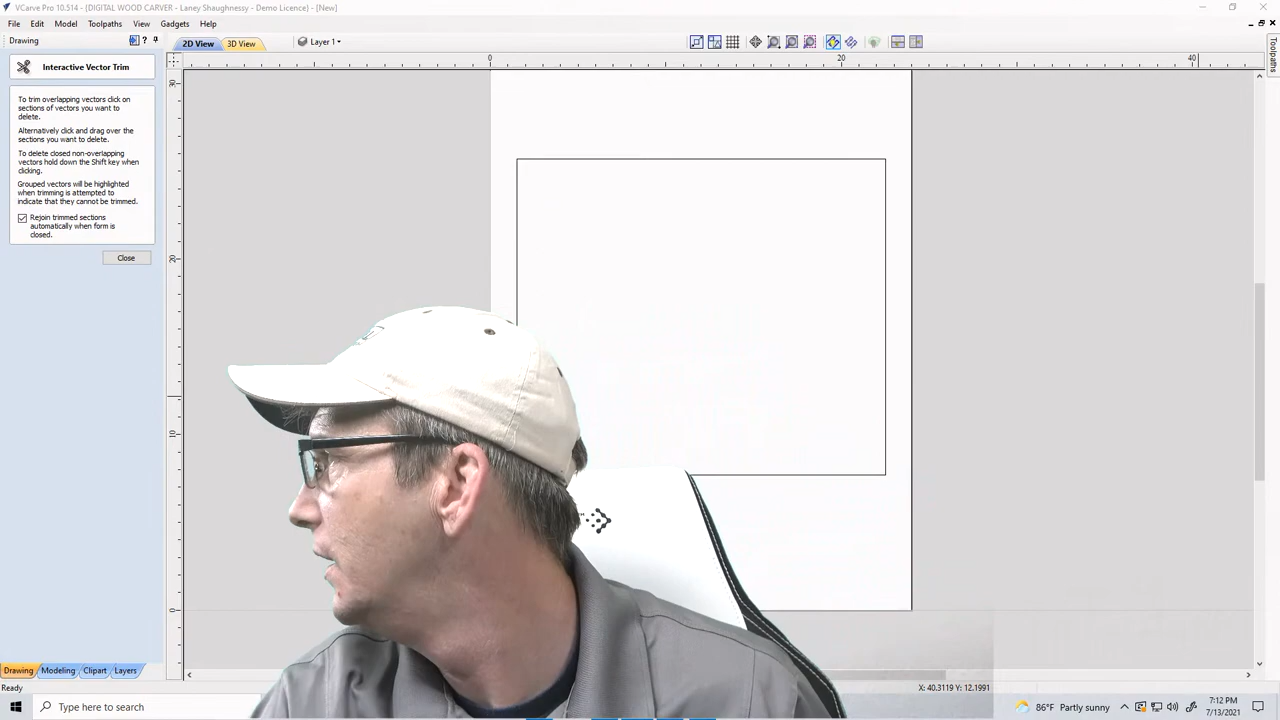 VCarve Pro 10.514 - {DIGITAL WOOD CARVER - Laney Shaughnessy - Demo Licence} - [New]
File Edit Model Toolpaths View Gadgets Help
Drawing
2D View 3D View Layer 1
Interactive Vector Trim
To trim overlapping vectors click on
sections of vectors you want to
delete.
Alternatively click and drag over the
sections you want to delete.
To delete closed non-overlapping
vectors hold down the Shift key when
clicking.
Grouped vectors will be highlighted
when trimming is attempted to
indicate that they cannot be trimmed.
Rejoin trimmed sections
automatically when form is
closed.
Close
0 20 40
30
20
10
0
Toolpaths
Drawing Modeling Clipart Layers
Ready
X: 40.3119 Y: 12.1991
Type here to search
86°F Partly sunny
7:12 PM
7/13/2021